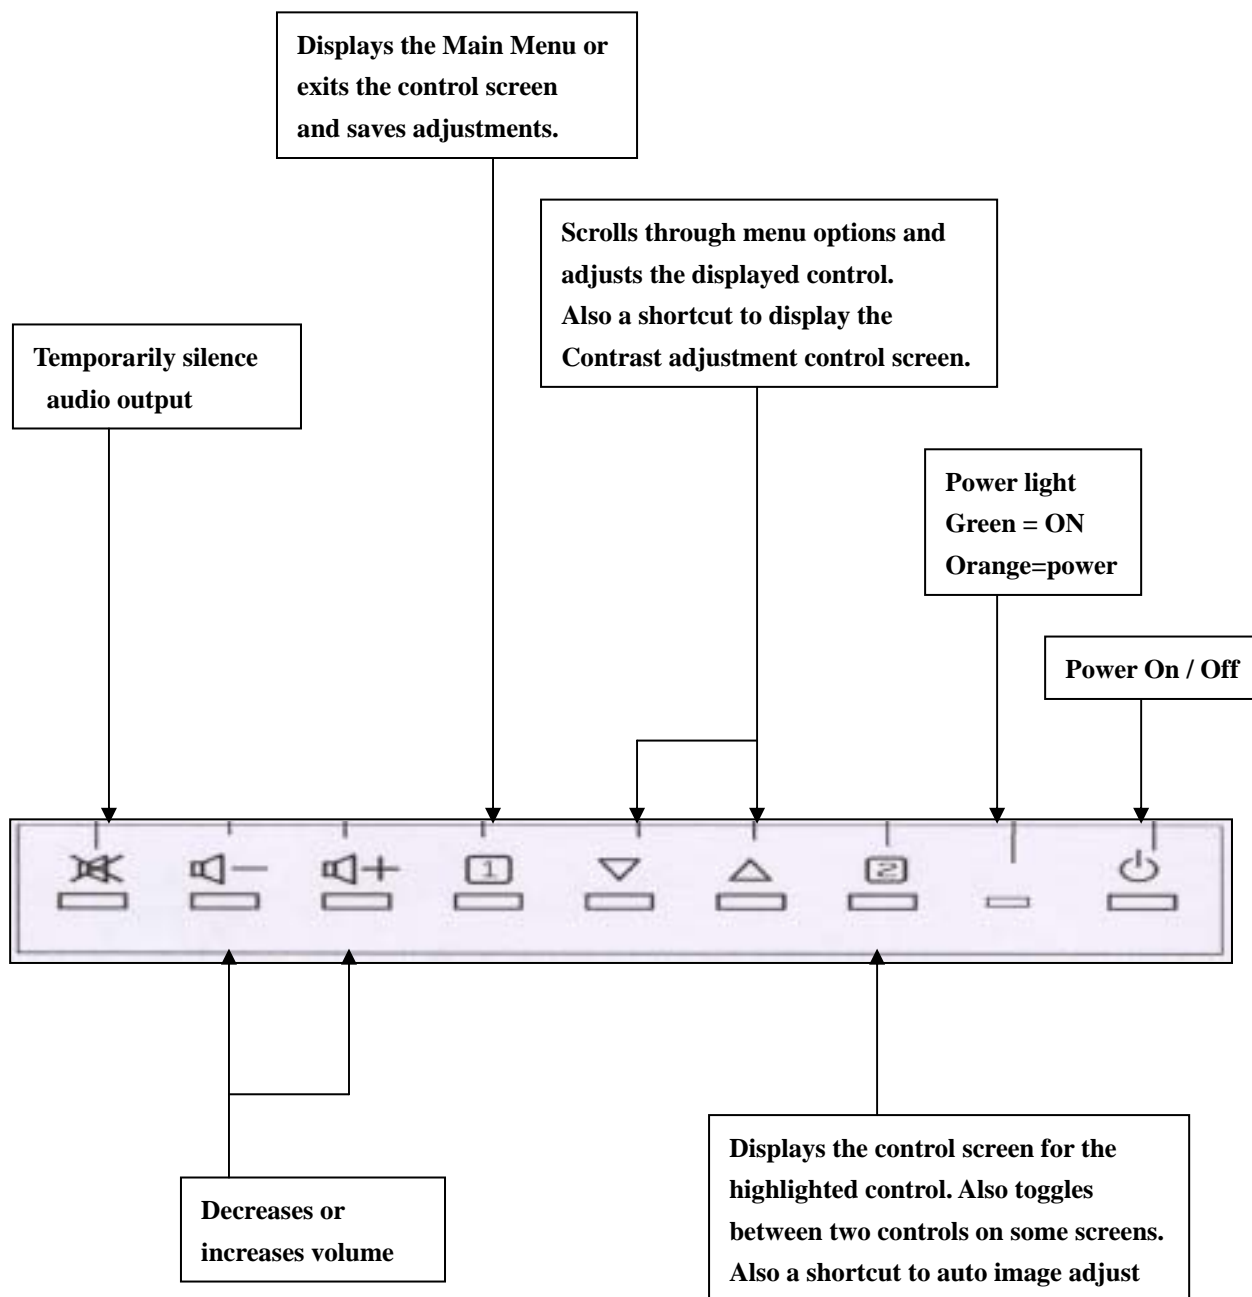 Displays the Main Menu or
exits the control screen
and saves adjustments.
Scrolls through menu options and
adjusts the displayed control.
Also a shortcut to display the
Contrast adjustment control screen.
Temporarily silence
audio output
Power light
Green = ON
Orange=power
Power On / Off
1
2
Decreases or
increases volume
Displays the control screen for the
highlighted control. Also toggles
between two controls on some screens.
Also a shortcut to auto image adjust